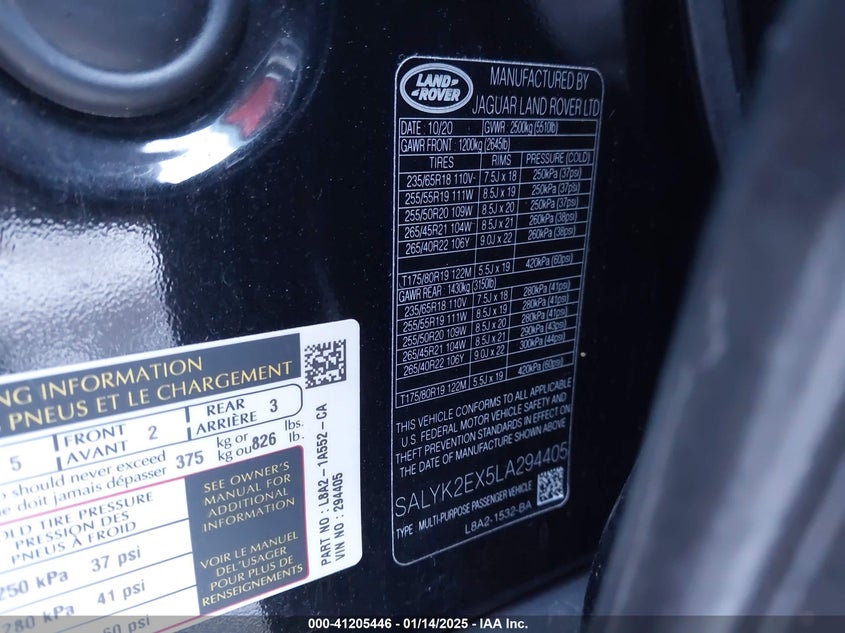 LAND
ROVER
MANUFACTURED BY
JAGUAR LAND ROVER LTD
DATE : 10/20 GVWR : 2500kg (5510lb)
GAWR FRONT : 1200kg (2645lb)
TIRES RIMS PRESSURE (COLD)
235/65R18 110V 7.5J x 18 250kPa (37psi)
255/55R19 111W 8.5J x 19 250kPa (37psi)
255/50R20 109W 8.5J x 20 250kPa (37psi)
265/45R21 104W 8.5J x 21 260kPa (38psi)
265/40R22 106Y 9.0J x 22 260kPa (38psi)
T175/80R19 122M 5.5J x 19 420kPa (60psi)
GAWR REAR : 1430kg (3150lb)
235/65R18 110V 7.5J x 18 280kPa (41psi)
255/55R19 111W 8.5J x 19 280kPa (41psi)
255/50R20 109W 8.5J x 20 280kPa (41psi)
265/45R21 104W 8.5J x 21 290kPa (43psi)
265/40R22 106Y 9.0J x 22 300kPa (44psi)
T175/80R19 122M 5.5J x 19 420kPa (60psi)
THIS VEHICLE CONFORMS TO ALL APPLICABLE
U.S. FEDERAL MOTOR VEHICLE SAFETY AND
THEFT PREVENTION STANDARDS IN EFFECT ON
THE DATE OF MANUFACTURE SHOWN ABOVE
SALYK2EX5LA294405
TYPE : MULTI-PURPOSE PASSENGER VEHICLE
L8A2-1532-BA
NG INFORMATION
PNEUS ET LE CHARGEMENT
5 FRONT AVANT 2 REAR ARRIÈRE 3
should never exceed
ne doit jamais dépasser 375 kg or kg ou 826 lbs. lb.
OLD TIRE PRESSURE
PRESSION DES
PNEUS À FROID
250 kPa 37 psi
280 kPa 41 psi
60 psi
SEE OWNER'S
MANUAL FOR
ADDITIONAL
INFORMATION
VOIR LE MANUEL
DE L'USAGER
POUR PLUS DE
RENSEIGNEMENTS
PART NO : L8A2-1A552-CA
VIN NO : 294405
000-41205446 - 01/14/2025 - IAA Inc.